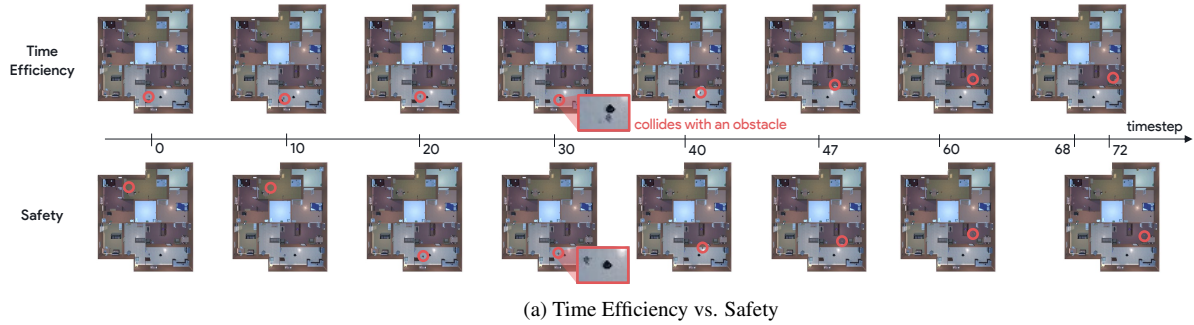 Time
Efficiency
collides with an obstacle
timestep
0 10 20 30 40 47 60 68 72
Safety
(a) Time Efficiency vs. Safety